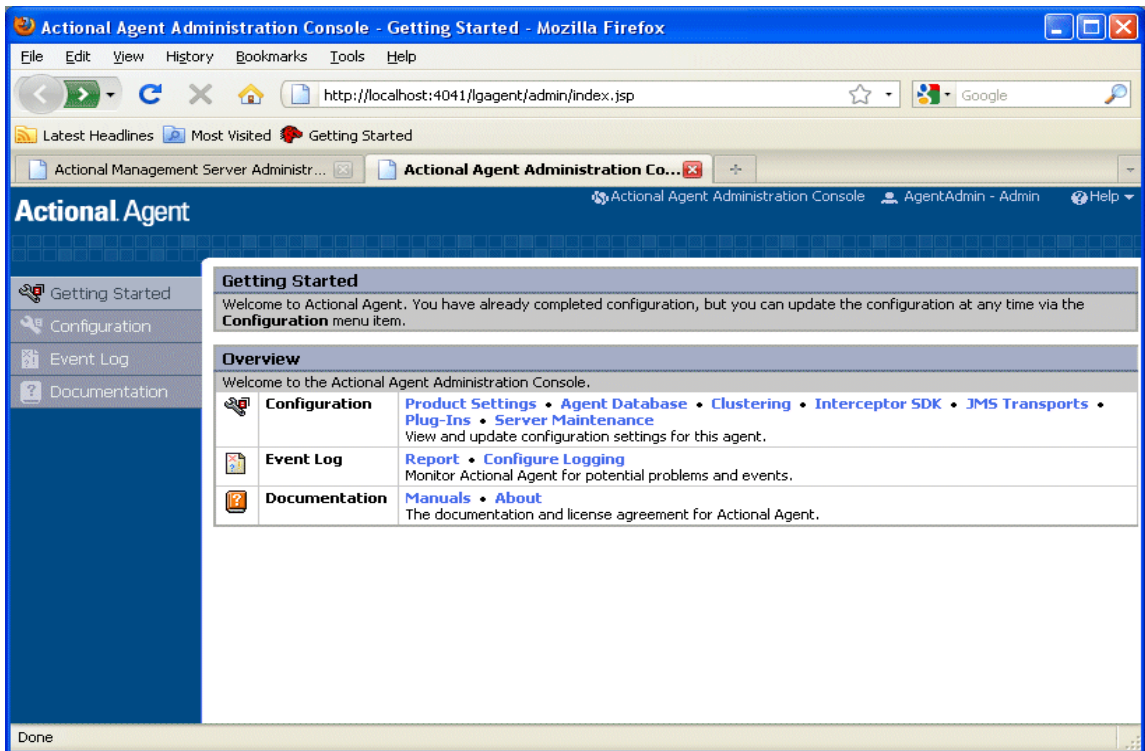 Actional Agent Administration Console - Getting Started - Mozilla Firefox
File Edit View History Bookmarks Tools Help
http://localhost:4041/lgagent/admin/index.jsp Google
Latest Headlines Most Visited Getting Started
Actional Management Server Administr... Actional Agent Administration Co...
Actional Agent Actional Agent Administration Console AgentAdmin - Admin Help
Getting Started
Configuration
Event Log
Documentation
Getting Started
Welcome to Actional Agent. You have already completed configuration, but you can update the configuration at any time via the
Configuration menu item.
Overview
Welcome to the Actional Agent Administration Console.
Configuration Product Settings • Agent Database • Clustering • Interceptor SDK • JMS Transports •
Plug-Ins • Server Maintenance
View and update configuration settings for this agent.
Event Log Report • Configure Logging
Monitor Actional Agent for potential problems and events.
Documentation Manuals • About
The documentation and license agreement for Actional Agent.
Done